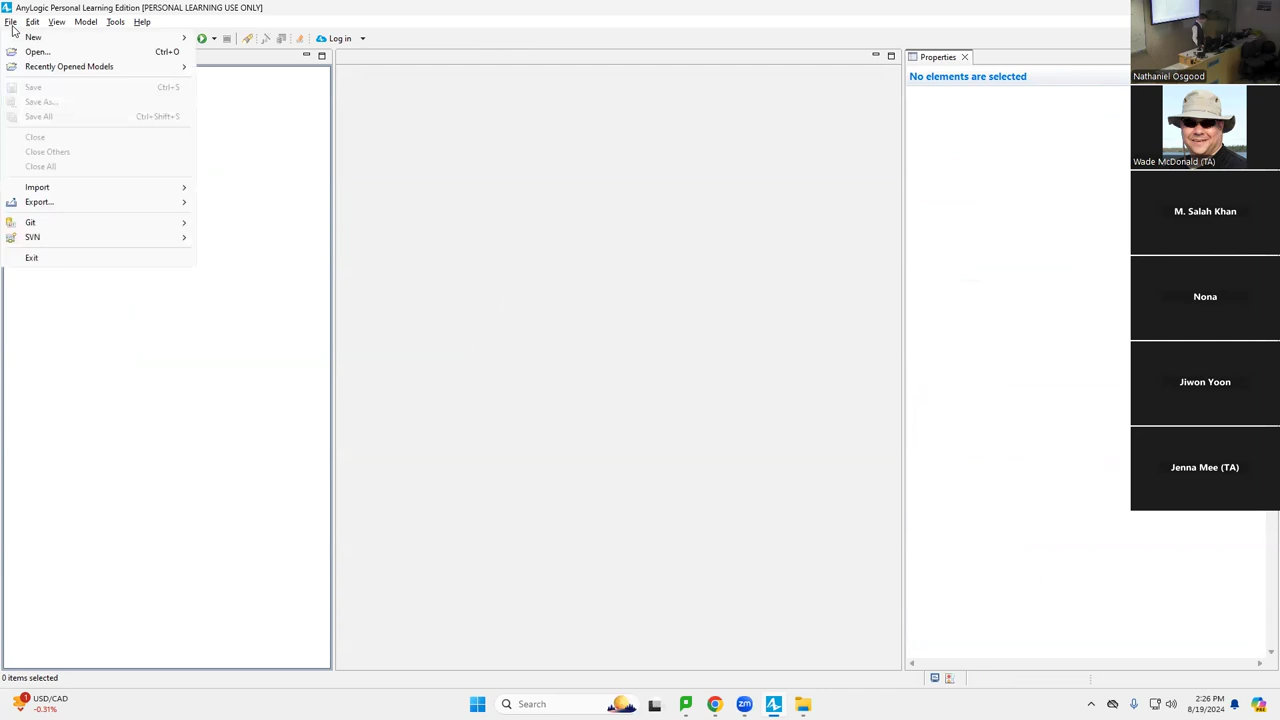 AnyLogic Personal Learning Edition [PERSONAL LEARNING USE ONLY]
File Edit View Model Tools Help
New
Open... Ctrl+O
Recently Opened Models
Save Ctrl+S
Save As...
Save All Ctrl+Shift+S
Close
Close Others
Close All
Import
Export...
Git
SVN
Exit
Log in
Properties
No elements are selected
Nathaniel Osgood
Wade McDonald (TA)
M. Salah Khan
Nona
Jiwon Yoon
Jenna Mee (TA)
0 items selected
1
USD/CAD
-0.31%
Search
2:26 PM
8/19/2024